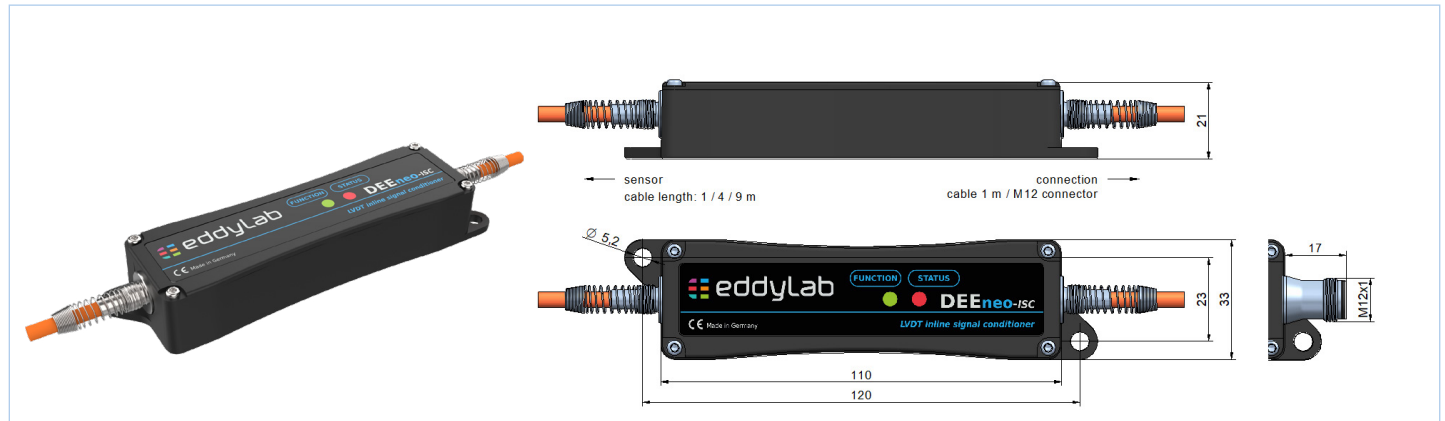 FUNCTION
STATUS
eddyLab
DEEneo-ISC
LVDT inline signal conditioner
CE Made in Germany
21
sensor
cable length: 1 / 4 / 9 m
connection
cable 1 m / M12 connector
Ø 5,2
FUNCTION
STATUS
eddyLab
DEEneo-ISC
CE Made in Germany
LVDT inline signal conditioner
23
33
110
120
17
M12x1